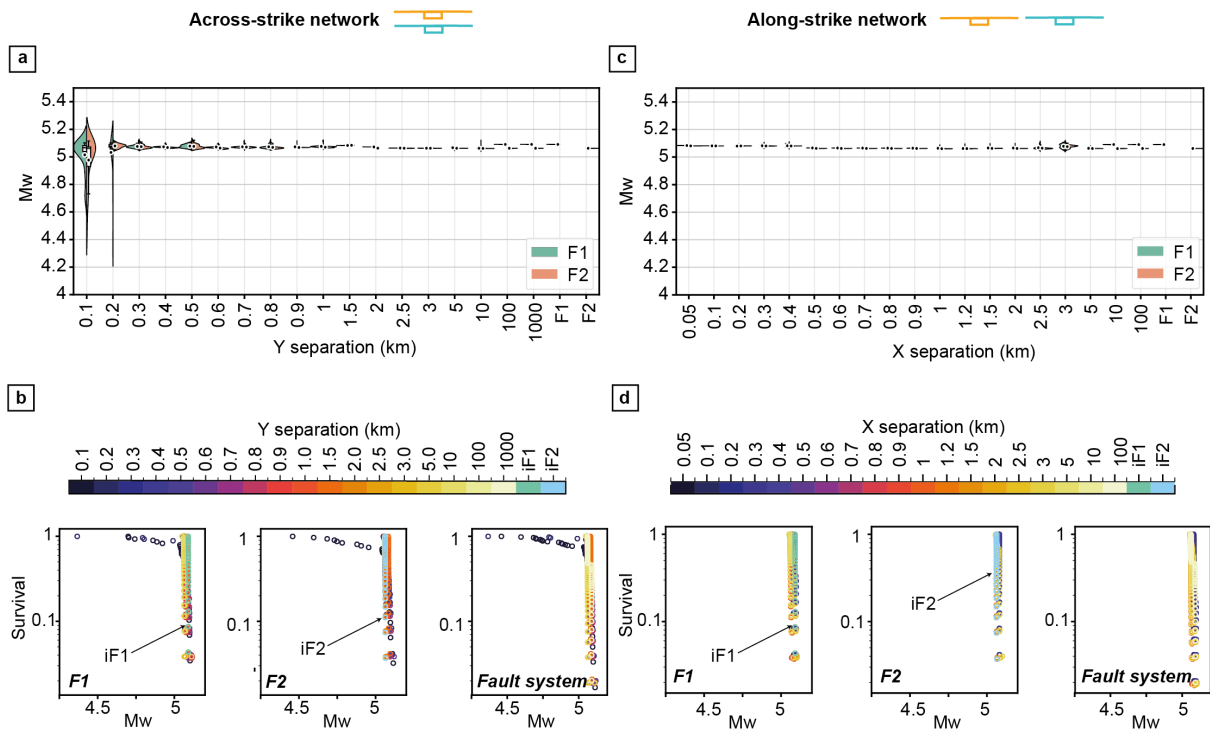 Across-strike network
Along-strike network
a
Mw
5.4
5.2
5
4.8
4.6
4.4
4.2
4
F1
F2
0.1 0.2 0.3 0.4 0.5 0.6 0.7 0.8 0.9 1 1.5 2 2.5 3 5 10 100 1000 F1 F2
Y separation (km)
c
Mw
5.4
5.2
5
4.8
4.6
4.4
4.2
4
F1
F2
0.05 0.1 0.2 0.3 0.4 0.5 0.6 0.7 0.8 0.9 1 1.2 1.5 2 2.5 3 5 10 100 F1 F2
X separation (km)
b
Y separation (km)
0.1 0.2 0.3 0.4 0.5 0.6 0.7 0.8 0.9 1.0 1.5 2.0 2.5 3.0 5.0 10 100 1000 iF1 iF2
Survival
1
0.1
iF1
F1
4.5 5
Mw
1
0.1
iF2
F2
4.5 5
Mw
1
0.1
Fault system
4.5 5
Mw
d
X separation (km)
0.05 0.1 0.2 0.3 0.4 0.5 0.6 0.7 0.8 0.9 1 1.2 1.5 2 2.5 3 5 10 100 iF1 iF2
Survival
1
0.1
iF1
F1
4.5 5
Mw
1
0.1
iF2
F2
4.5 5
Mw
1
0.1
Fault system
4.5 5
Mw